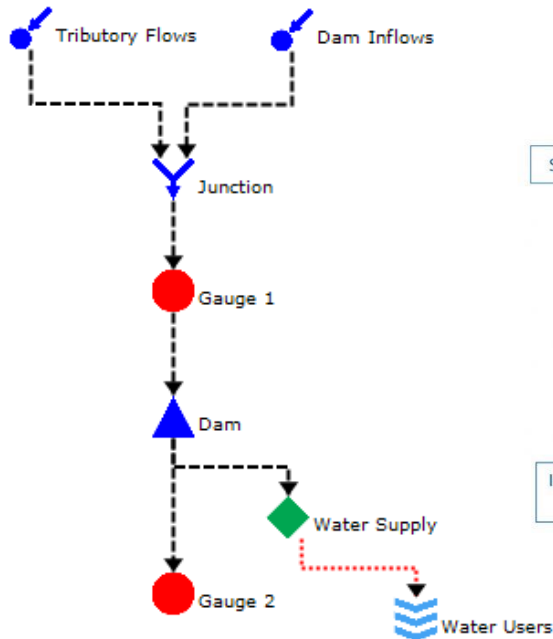 Tributory Flows
Dam Inflows
S
Junction
Gauge 1
Dam
I
Water Supply
Gauge 2
Water Users